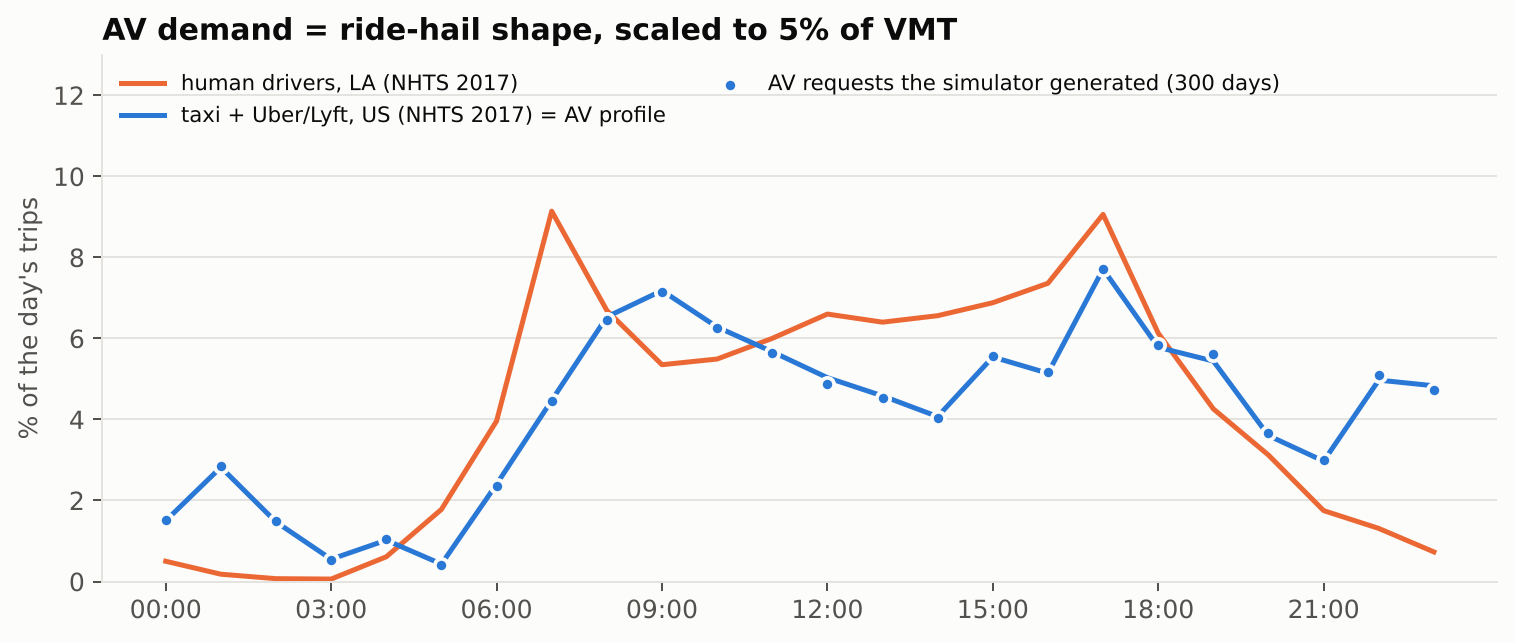 AV demand = ride-hail shape, scaled to 5% of VMT
human drivers, LA (NHTS 2017)
AV requests the simulator generated (300 days)
taxi + Uber/Lyft, US (NHTS 2017) = AV profile
% of the day's trips
12
10
8
6
4
2
0
00:00 03:00 06:00 09:00 12:00 15:00 18:00 21:00